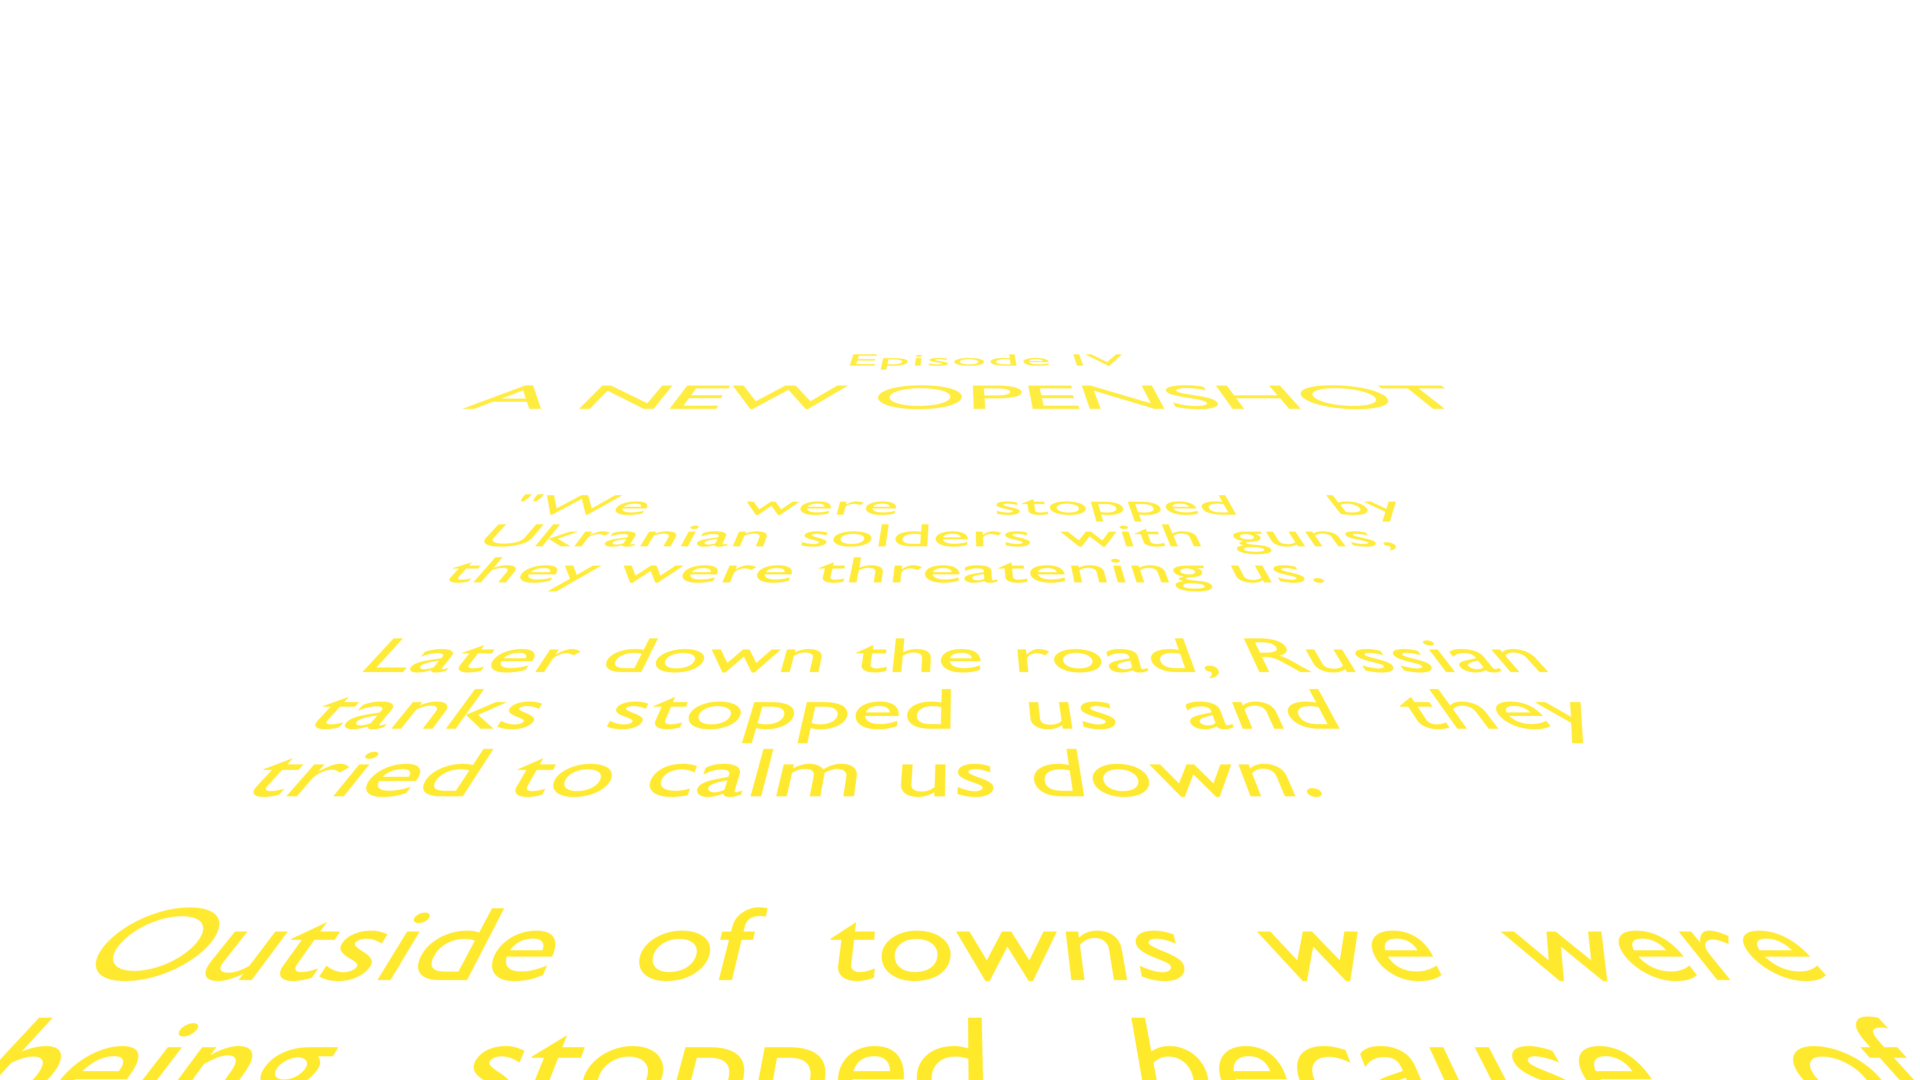 Episode IV
A NEW OPENSHOT
"We were stopped by
Ukranian solders with guns,
they were threatening us.
Later down the road, Russian
tanks stopped us and they
tried to calm us down.
Outside of towns we were
being stopped because of